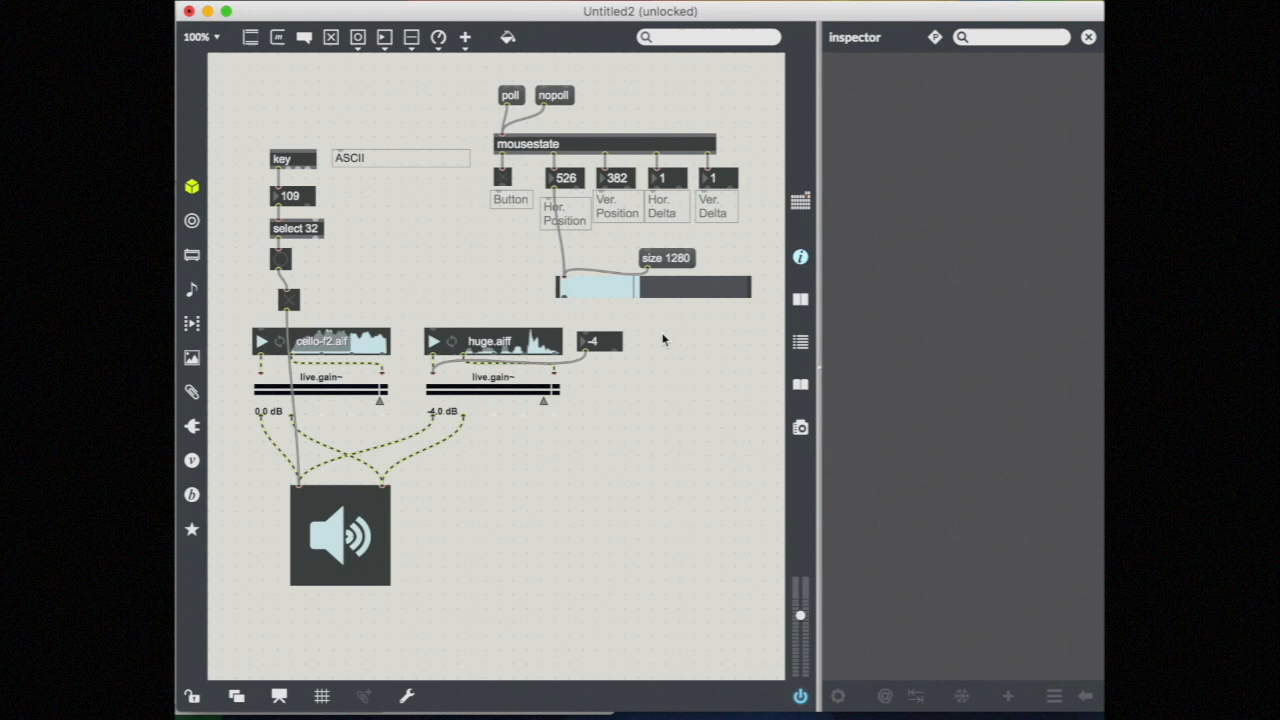 Untitled2 (unlocked)
100%
inspector
poll
nopoll
mousestate
key
ASCII
526
382
1
1
109
Button
Hor.
Position
Ver.
Position
Hor.
Delta
Ver.
Delta
select 32
size 1280
cello-f2.aif
huge.aiff
-4
live.gain~
live.gain~
0.0 dB
-4.0 dB